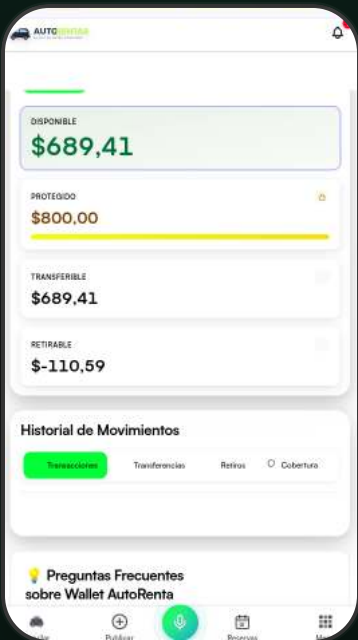 AUTORENTAR
DISPONIBLE
$689,41
PROTEGIDO
$800,00
TRANSFERIBLE
$689,41
RETIRABLE
$-110,59
Historial de Movimientos
Transacciones Transferencias Retiros Cobertura
💡 Preguntas Frecuentes
sobre Wallet AutoRenta
Publicar Reservas